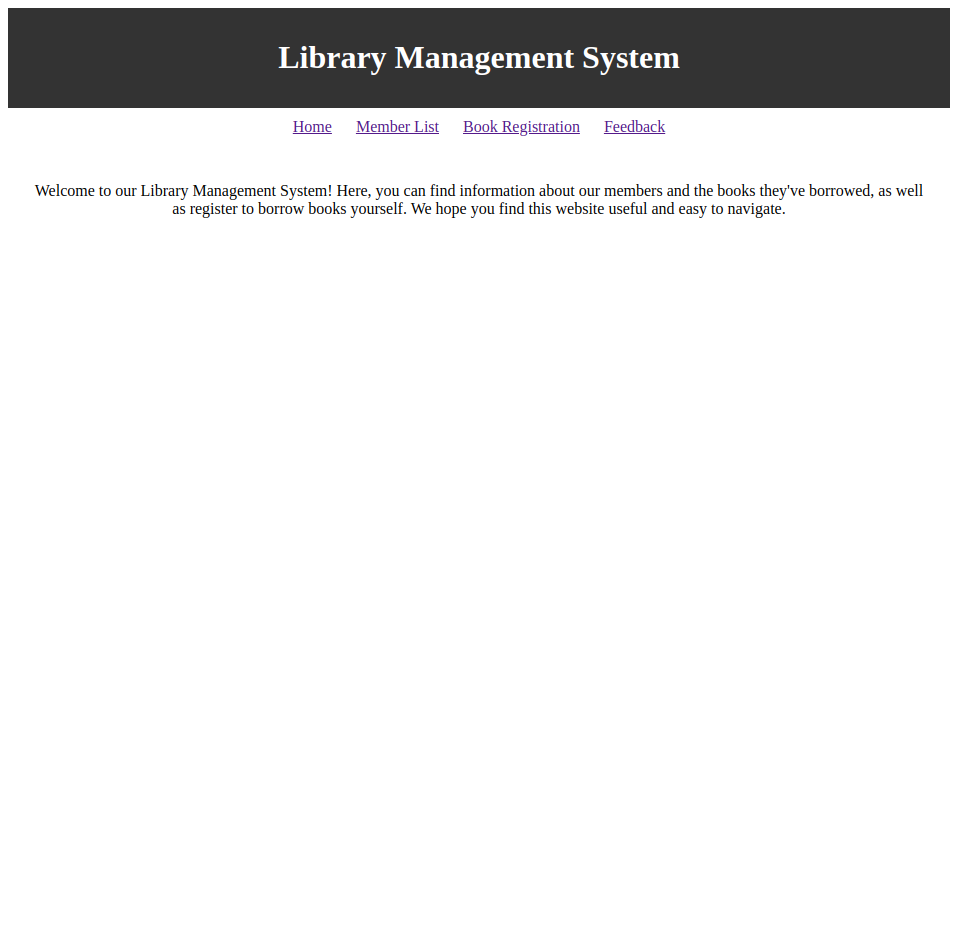 Library Management System
Home Member List Book Registration Feedback
Welcome to our Library Management System! Here, you can find information about our members and the books they've borrowed, as well
as register to borrow books yourself. We hope you find this website useful and easy to navigate.